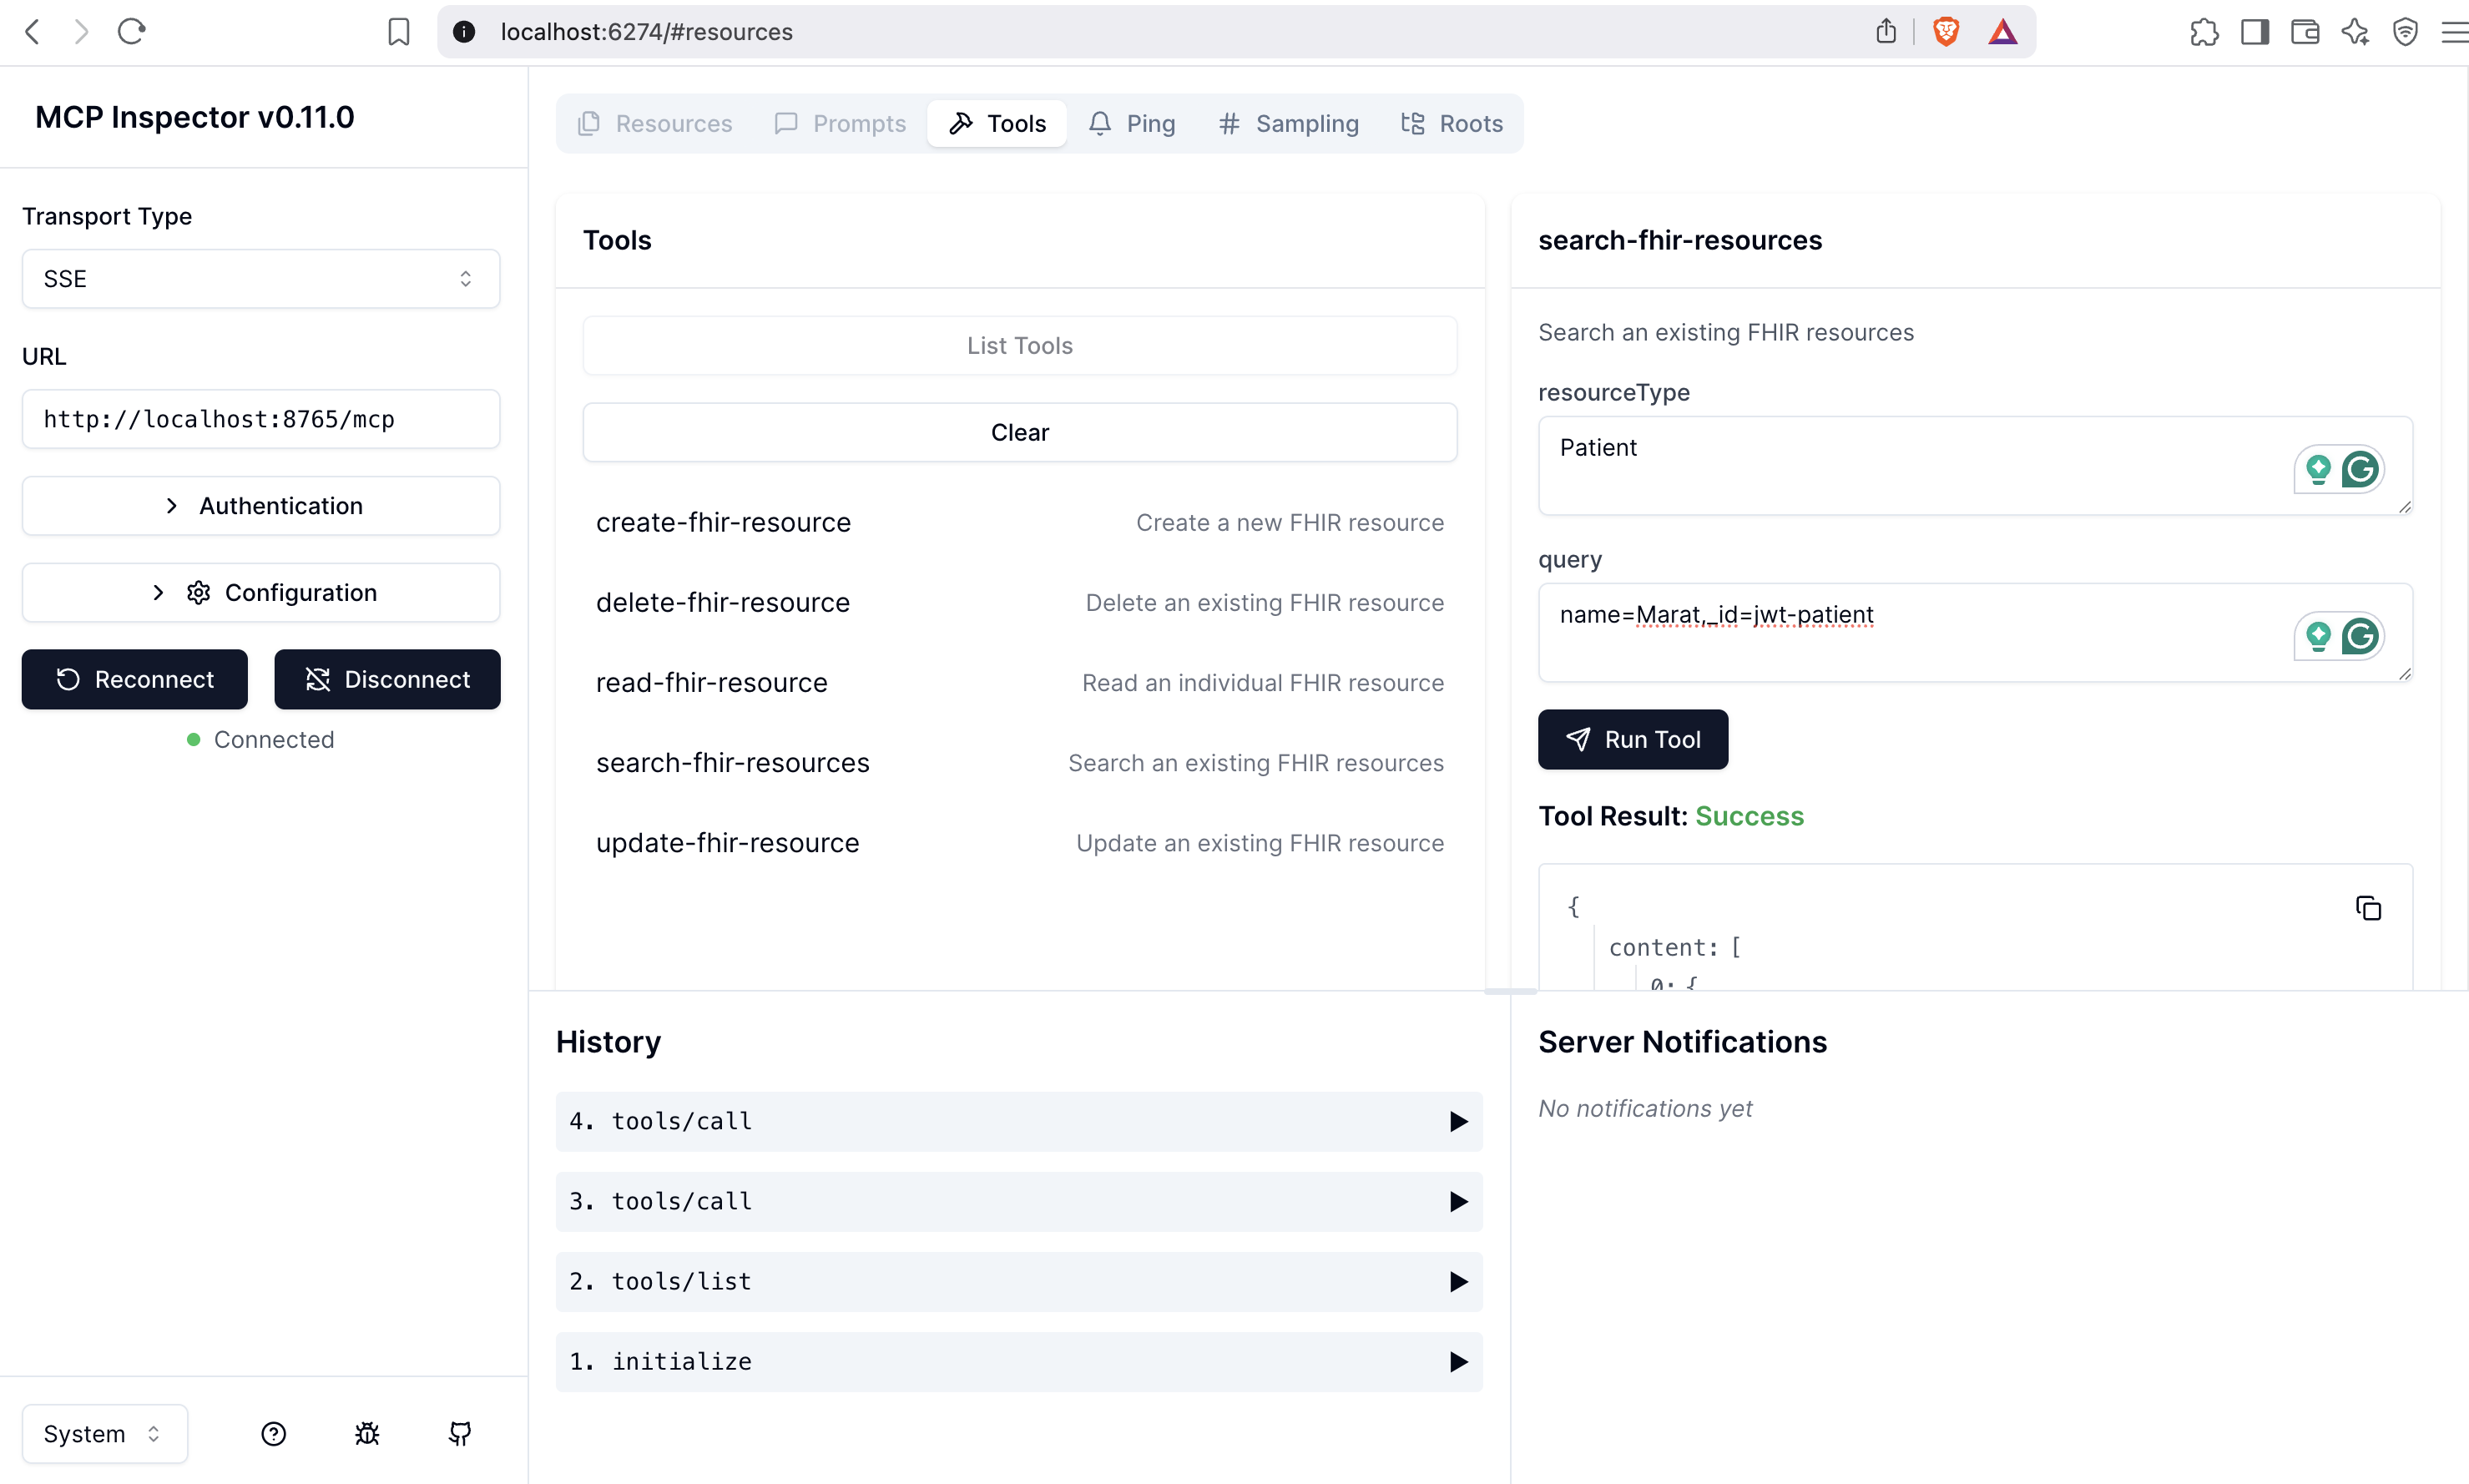 localhost:6274/#resources
MCP Inspector v0.11.0
Transport Type
SSE
URL
http://localhost:8765/mcp
Authentication
Configuration
Reconnect
Disconnect
Connected
System
Resources
Prompts
Tools
Ping
Sampling
Roots
Tools
List Tools
Clear
create-fhir-resource
Create a new FHIR resource
delete-fhir-resource
Delete an existing FHIR resource
read-fhir-resource
Read an individual FHIR resource
search-fhir-resources
Search an existing FHIR resources
update-fhir-resource
Update an existing FHIR resource
search-fhir-resources
Search an existing FHIR resources
resourceType
Patient
query
name=Marat,_id=jwt-patient
Run Tool
Tool Result: Success
{
content: [
0: {
History
4. tools/call
3. tools/call
2. tools/list
1. initialize
Server Notifications
No notifications yet